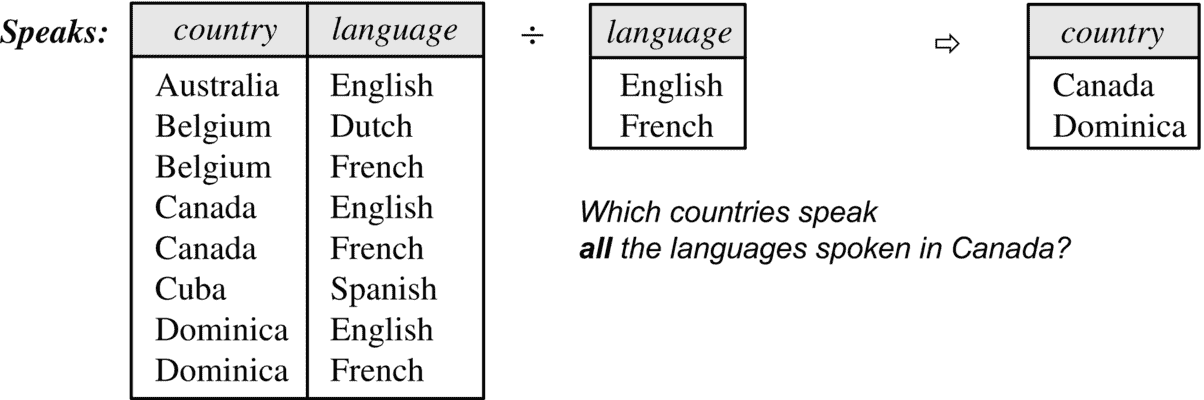 Speaks: country language ÷ language ⇨ country
Australia English English Canada
Belgium Dutch French Dominica
Belgium French
Canada English
Canada French
Cuba Spanish
Dominica English
Dominica French
Which countries speak
all the languages spoken in Canada?